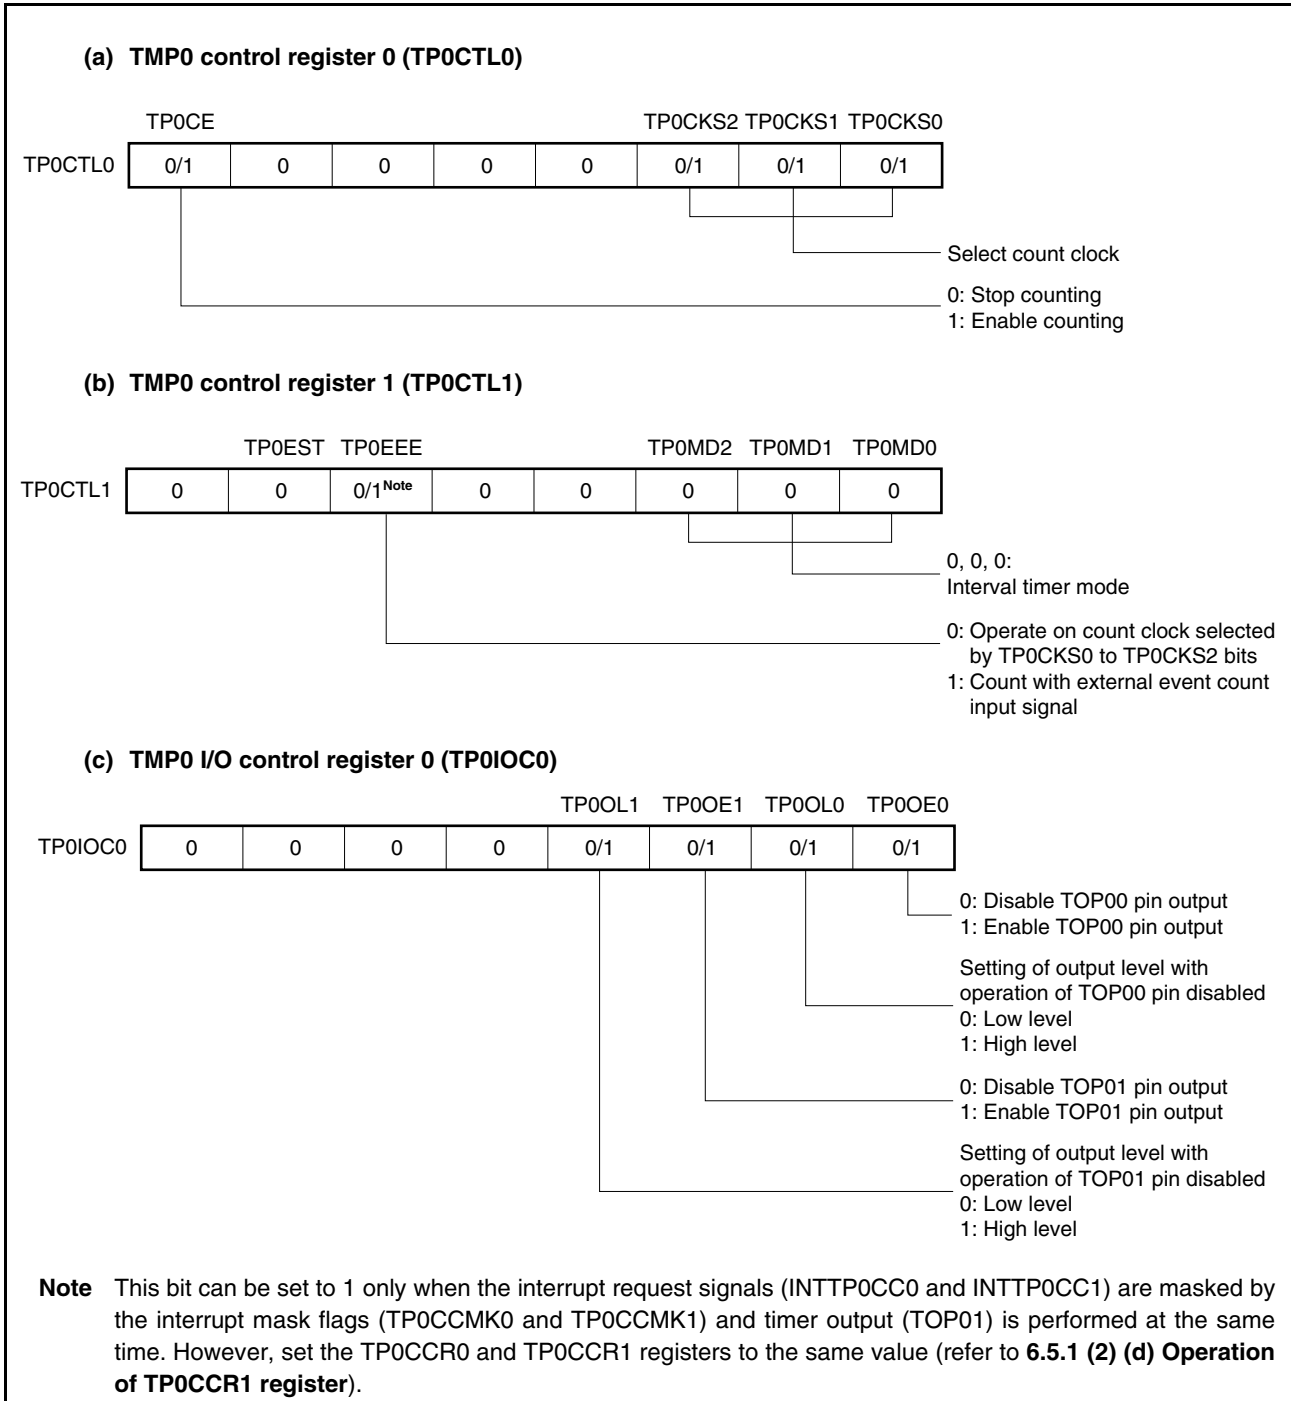 (a) TMP0 control register 0 (TP0CTL0)
TP0CE TP0CKS2 TP0CKS1 TP0CKS0
TP0CTL0 0/1 0 0 0 0 0/1 0/1 0/1
Select count clock
0: Stop counting
1: Enable counting
(b) TMP0 control register 1 (TP0CTL1)
TP0EST TP0EEE TP0MD2 TP0MD1 TP0MD0
TP0CTL1 0 0 0/1Note 0 0 0 0 0
0, 0, 0:
Interval timer mode
0: Operate on count clock selected
by TP0CKS0 to TP0CKS2 bits
1: Count with external event count
input signal
(c) TMP0 I/O control register 0 (TP0IOC0)
TP0OL1 TP0OE1 TP0OL0 TP0OE0
TP0IOC0 0 0 0 0 0/1 0/1 0/1 0/1
0: Disable TOP00 pin output
1: Enable TOP00 pin output
Setting of output level with
operation of TOP00 pin disabled
0: Low level
1: High level
0: Disable TOP01 pin output
1: Enable TOP01 pin output
Setting of output level with
operation of TOP01 pin disabled
0: Low level
1: High level
Note This bit can be set to 1 only when the interrupt request signals (INTTP0CC0 and INTTP0CC1) are masked by
the interrupt mask flags (TP0CCMK0 and TP0CCMK1) and timer output (TOP01) is performed at the same
time. However, set the TP0CCR0 and TP0CCR1 registers to the same value (refer to 6.5.1 (2) (d) Operation
of TP0CCR1 register).